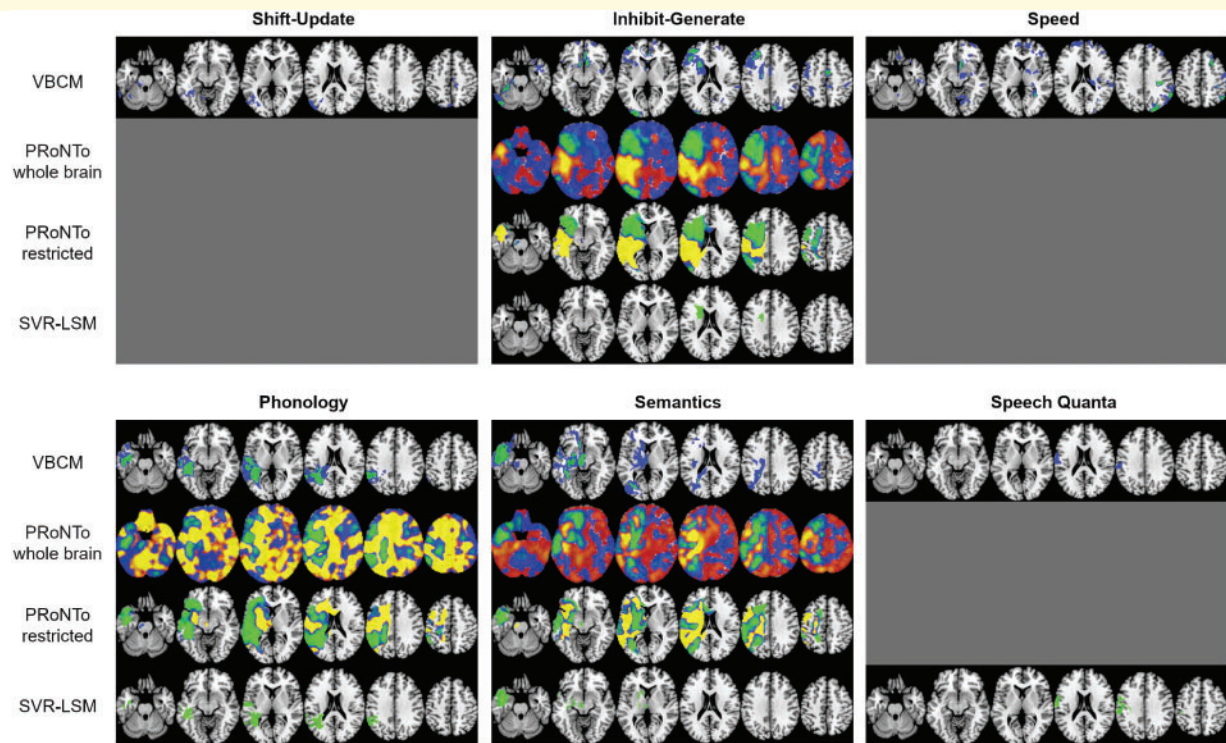 Shift-Update
Inhibit-Generate
Speed
VBCM
PRoNTo
whole brain
PRoNTo
restricted
SVR-LSM
Phonology
Semantics
Speech Quanta
VBCM
PRoNTo
whole brain
PRoNTo
restricted
SVR-LSM